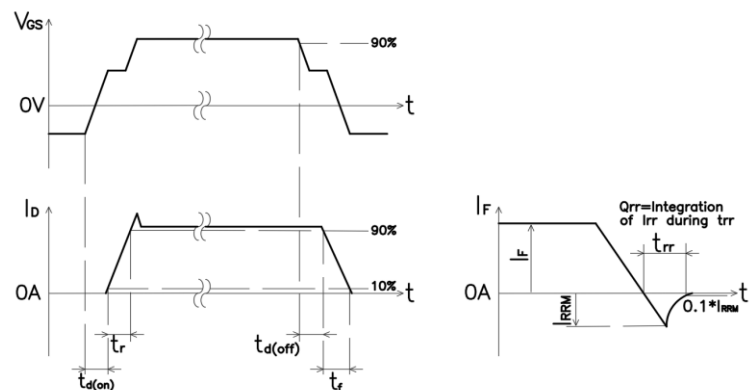 VGS
90%
0V
t
ID
90%
10%
0A
t
tr
td(off)
td(on)
tf
IF
Qrr=Integration
of Irr during trr
trr
IF
0A
t
IRRM
0.1*IRRM